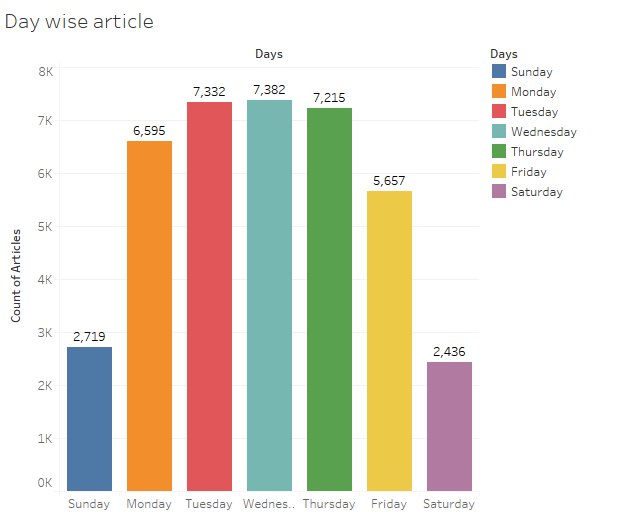 Day wise article
Days
8K
7K
6K
5K
4K
3K
2K
1K
0K
Count of Articles
2,719
6,595
7,332
7,382
7,215
5,657
2,436
Sunday
Monday
Tuesday
Wednes..
Thursday
Friday
Saturday
Days
Sunday
Monday
Tuesday
Wednesday
Thursday
Friday
Saturday